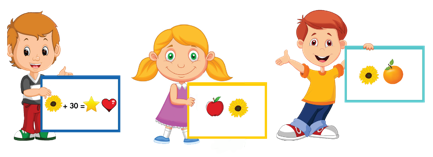 + 30 =